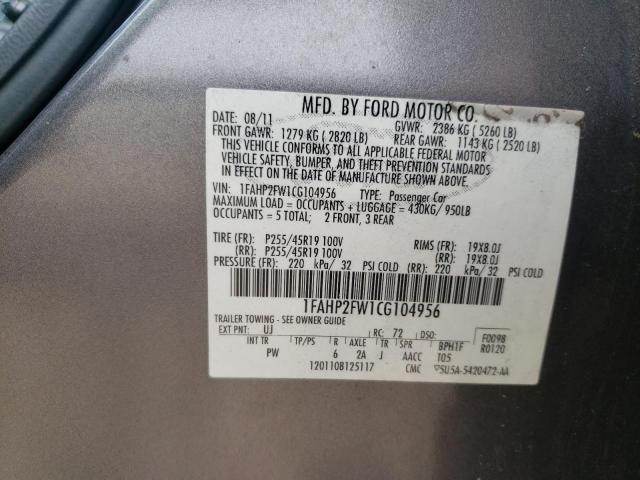 MFD. BY FORD MOTOR CO.
DATE: 08/11 GVWR: 2386 KG ( 5260 LB)
FRONT GAWR: 1279 KG ( 2820 LB) REAR GAWR: 1143 KG ( 2520 LB)
THIS VEHICLE CONFORMS TO ALL APPLICABLE FEDERAL MOTOR
VEHICLE SAFETY, BUMPER, AND THEFT PREVENTION STANDARDS
IN EFFECT ON THE DATE OF MANUFACTURE SHOWN ABOVE.
VIN: 1FAHP2FW1CG104956 TYPE: Passenger Car
MAXIMUM LOAD = OCCUPANTS + LUGGAGE = 430KG/ 950LB
OCCUPANTS = 5 TOTAL; 2 FRONT, 3 REAR
TIRE (FR): P255/45R19 100V RIMS (FR): 19X8.0J
(RR): P255/45R19 100V (RR): 19X8.0J
PRESSURE (FR): 220 kPa/ 32 PSI COLD (RR): 220 kPa/ 32 PSI COLD
1FAHP2FW1CG104956
TRAILER TOWING - SEE OWNER GUIDE
EXT PNT: UJ RC: 72 DSO: F0098
INT TR TP/PS R AXLE TR SPR BPHTF R0120
PW 6 2A J AACC T05
1201108125117 CMC 5U5A-5420472-AA